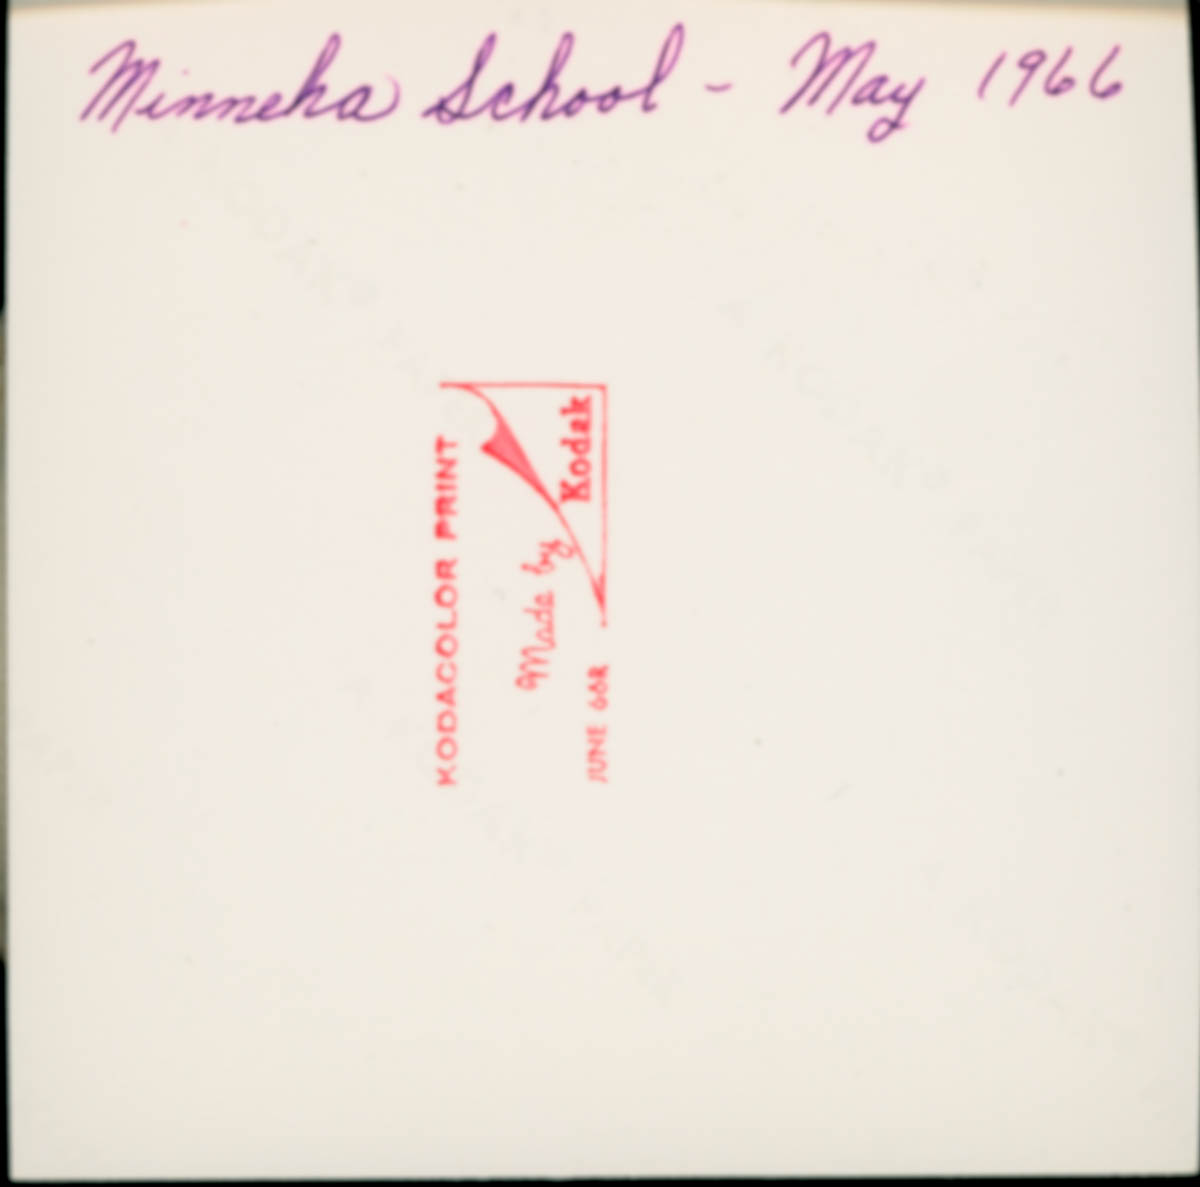 Minneha School - May 1966
KODACOLOR PRINT
Made by
Kodak
JUNE 66R